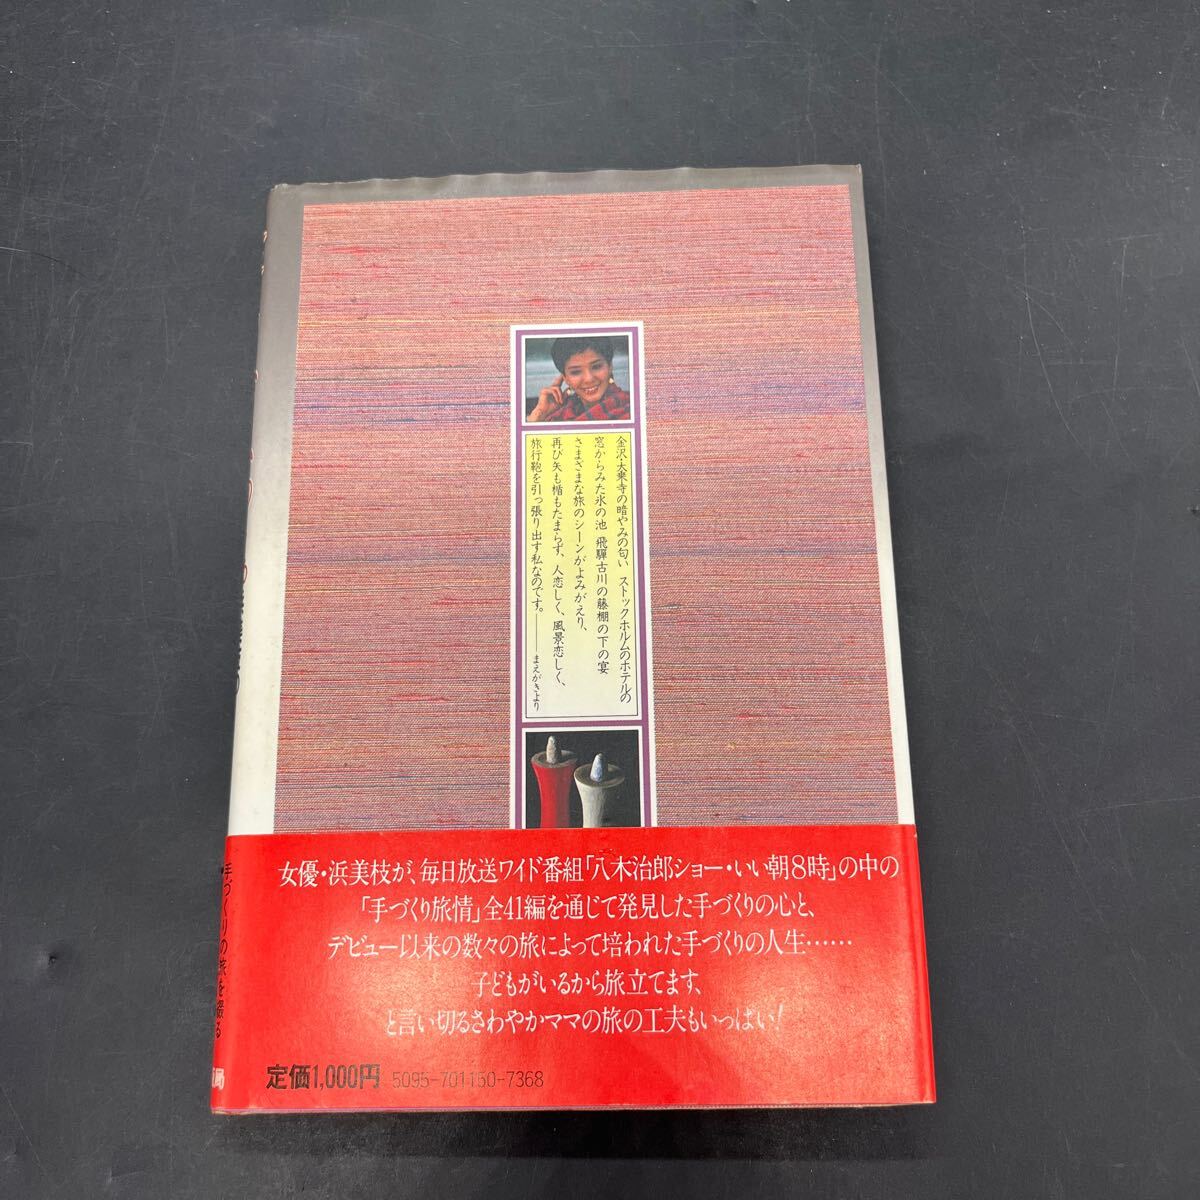 金沢・大乗寺の暗やみの匂い ストックホルムのホテルの
窓からみた氷の池 飛騨古川の藤棚の下の宴
さまざまな旅のシーンがよみがえり、
再び矢も楯もたまらず、人恋しく、風景恋しく、
旅行鞄を引っ張り出す私なのです。——まえがきより
女優・浜美枝が、毎日放送ワイド番組「八木治郎ショー・いい朝8時」の中の
「手づくり旅情」全41編を通じて発見した手づくりの心と、
デビュー以来の数々の旅によって培われた手づくりの人生……
子どもがいるから旅立てます、
と言い切るさわやかママの旅の工夫もいっぱい!
定価1,000円 5095-701150-7368
手づくりの旅を綴る
局